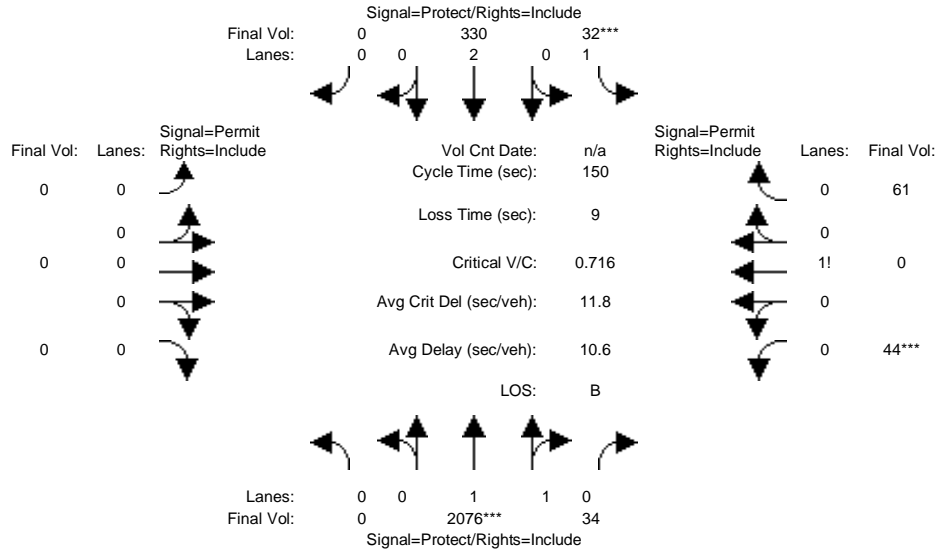 Signal=Protect/Rights=Include
Final Vol: 0 330 32***
Lanes: 0 0 2 0 1
Signal=Permit Signal=Permit
Final Vol: Lanes: Rights=Include Vol Cnt Date: n/a Rights=Include Lanes: Final Vol:
Cycle Time (sec): 150
0 0 0 61
Loss Time (sec): 9
0 0
0 0 Critical V/C: 0.716 1! 0
0 Avg Crit Del (sec/veh): 11.8 0
0 0 Avg Delay (sec/veh): 10.6 0 44***
LOS: B
Lanes: 0 0 1 1 0
Final Vol: 0 2076*** 34
Signal=Protect/Rights=Include